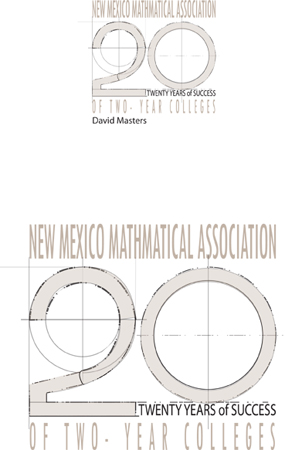 NEW MEXICO MATHMATICAL ASSOCIATION
20
TWENTY YEARS of SUCCESS
OF TWO- YEAR COLLEGES
David Masters
NEW MEXICO MATHMATICAL ASSOCIATION
20
TWENTY YEARS of SUCCESS
OF TWO- YEAR COLLEGES